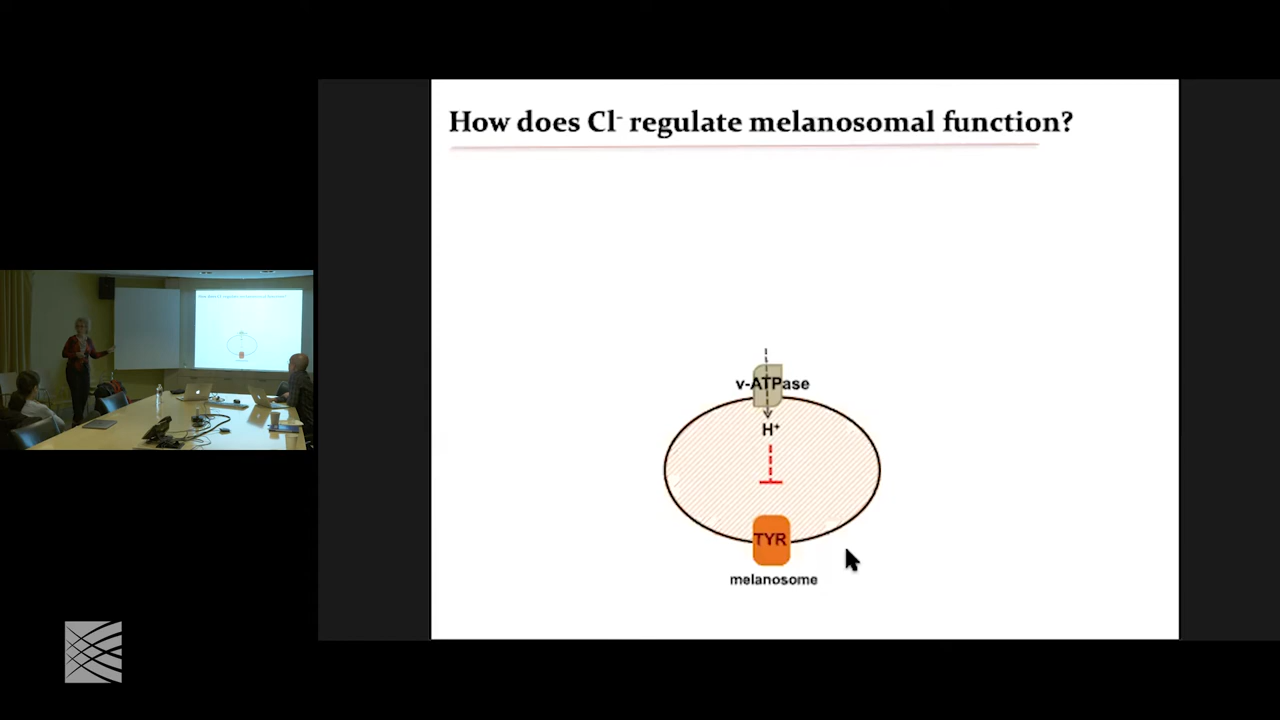 How does Cl⁻ regulate melanosomal function?
v-ATPase
H⁺
TYR
melanosome